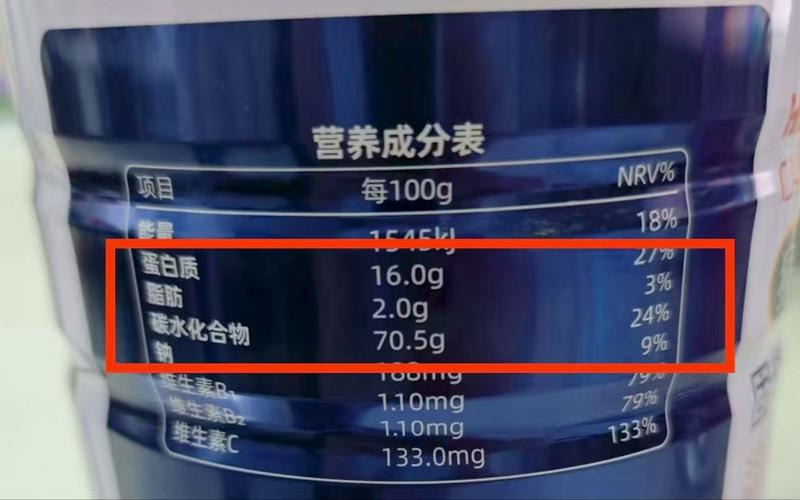 营养成分表
项目 每100g NRV%
能量 1545kJ 18%
蛋白质 16.0g 27%
脂肪 2.0g 3%
碳水化合物 70.5g 24%
钠 188mg 9%
维生素B₁ 1.10mg 79%
维生素B₂ 1.10mg 79%
维生素C 133.0mg 133%